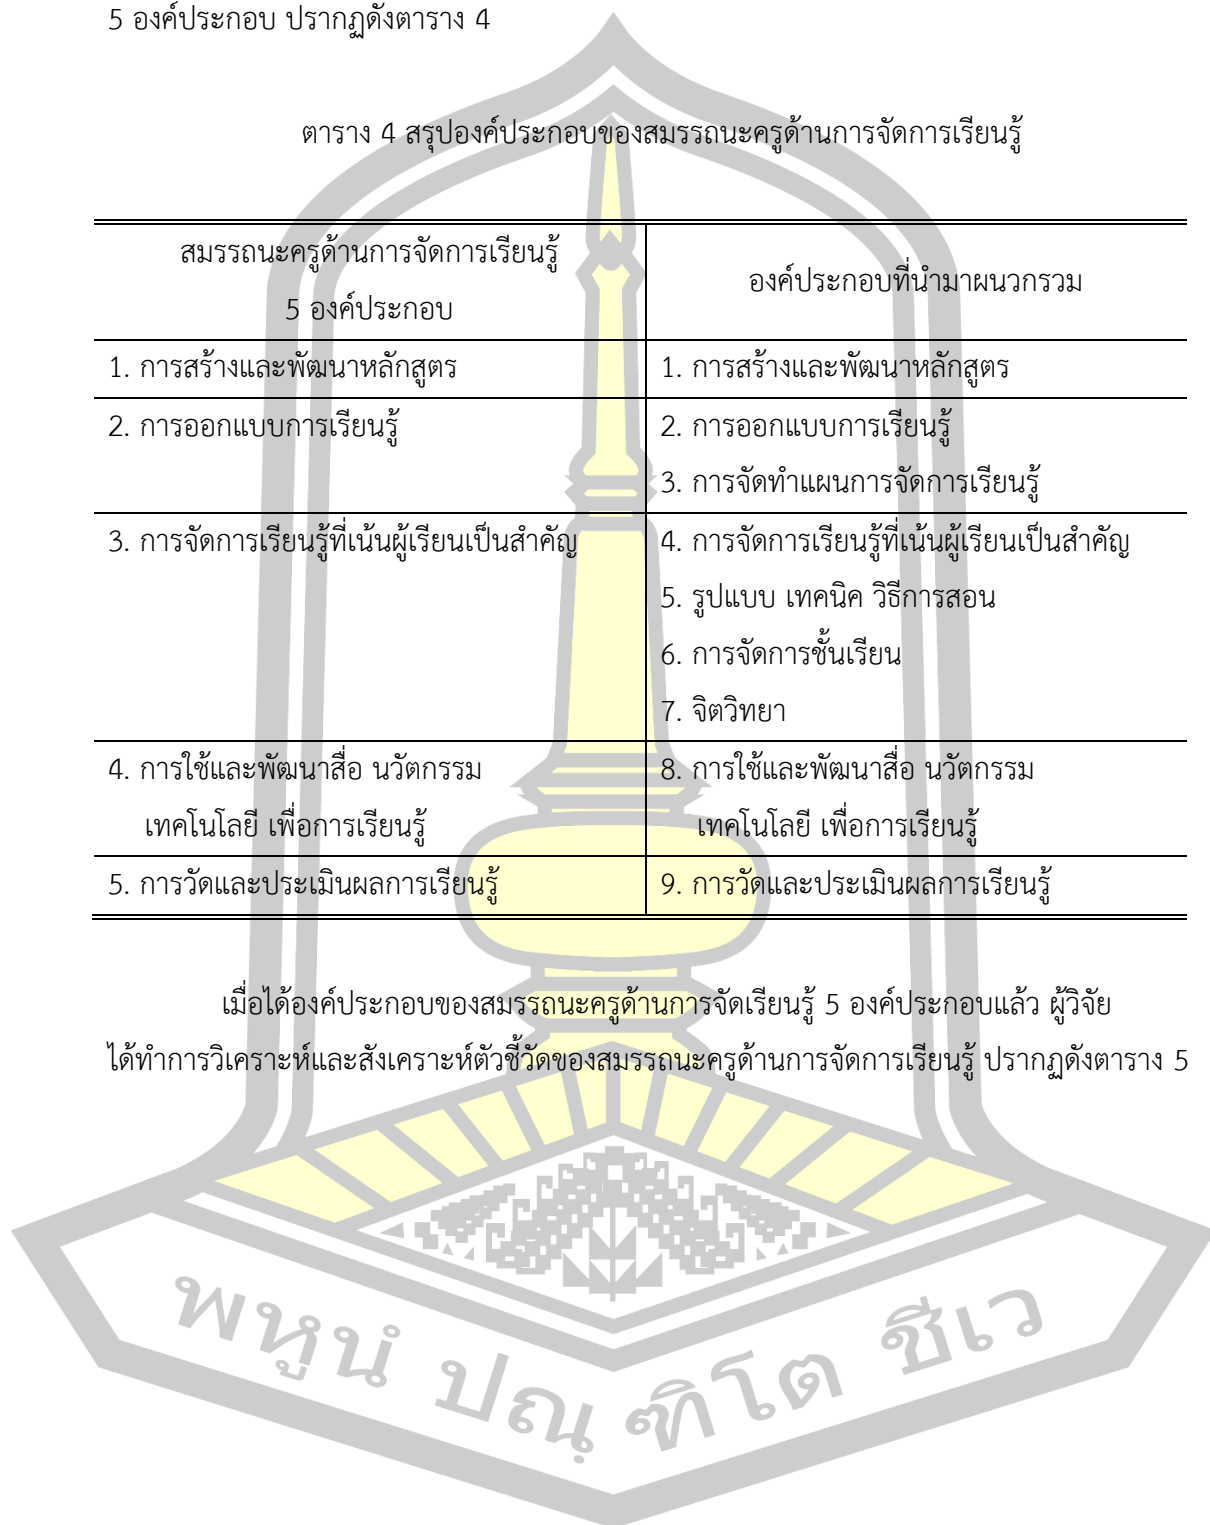 5 องค์ประกอบ ปรากฏดังตาราง 4
ตาราง 4 สรุปองค์ประกอบของสมรรถนะครูด้านการจัดการเรียนรู้
สมรรถนะครูด้านการจัดการเรียนรู้
5 องค์ประกอบ
องค์ประกอบที่นำมาผนวกรวม
1. การสร้างและพัฒนาหลักสูตร
1. การสร้างและพัฒนาหลักสูตร
2. การออกแบบการเรียนรู้
2. การออกแบบการเรียนรู้
3. การจัดทำแผนการจัดการเรียนรู้
3. การจัดการเรียนรู้ที่เน้นผู้เรียนเป็นสำคัญ
4. การจัดการเรียนรู้ที่เน้นผู้เรียนเป็นสำคัญ
5. รูปแบบ เทคนิค วิธีการสอน
6. การจัดการชั้นเรียน
7. จิตวิทยา
4. การใช้และพัฒนาสื่อ นวัตกรรม
เทคโนโลยี เพื่อการเรียนรู้
8. การใช้และพัฒนาสื่อ นวัตกรรม
เทคโนโลยี เพื่อการเรียนรู้
5. การวัดและประเมินผลการเรียนรู้
9. การวัดและประเมินผลการเรียนรู้
เมื่อได้องค์ประกอบของสมรรถนะครูด้านการจัดเรียนรู้ 5 องค์ประกอบแล้ว ผู้วิจัย
ได้ทำการวิเคราะห์และสังเคราะห์ตัวชี้วัดของสมรรถนะครูด้านการจัดการเรียนรู้ ปรากฏดังตาราง 5
พหูนํ ปณฺ ฑิโต ชีเว